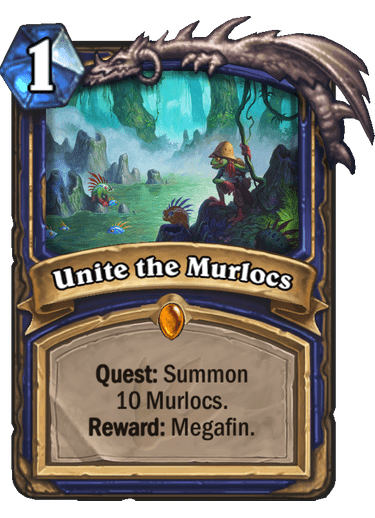 1
Unite the Murlocs
Quest: Summon
10 Murlocs.
Reward: Megafin.